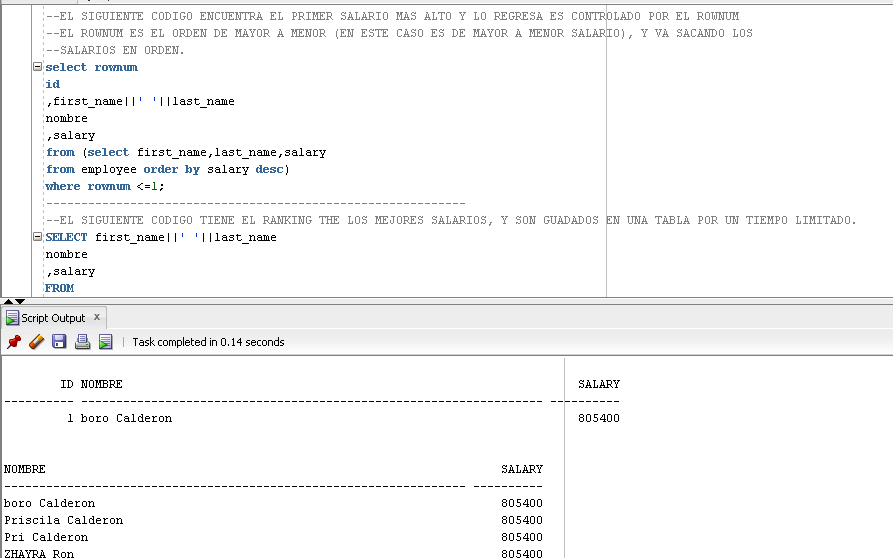 --EL SIGUIENTE CODIGO ENCUENTRA EL PRIMER SALARIO MAS ALTO Y LO REGRESA ES CONTROLADO POR EL ROWNUM
--EL ROWNUM ES EL ORDEN DE MAYOR A MENOR (EN ESTE CASO ES DE MAYOR A MENOR SALARIO), Y VA SACANDO LOS
--SALARIOS EN ORDEN.
select rownum
id
,first_name||' '||last_name
nombre
,salary
from (select first_name,last_name,salary
from employee order by salary desc)
where rownum <=1;
------------------------------------------------------------
--EL SIGUIENTE CODIGO TIENE EL RANKING THE LOS MEJORES SALARIOS, Y SON GUADADOS EN UNA TABLA POR UN TIEMPO LIMITADO.
SELECT first_name||' '||last_name
nombre
,salary
FROM
Script Output x
Task completed in 0.14 seconds
ID NOMBRE SALARY
---------- ------------------------------------------------------------------ ----------
1 boro Calderon 805400
NOMBRE SALARY
------------------------------------------------------------------ ----------
boro Calderon 805400
Priscila Calderon 805400
Pri Calderon 805400
ZHAYRA Ron 805400